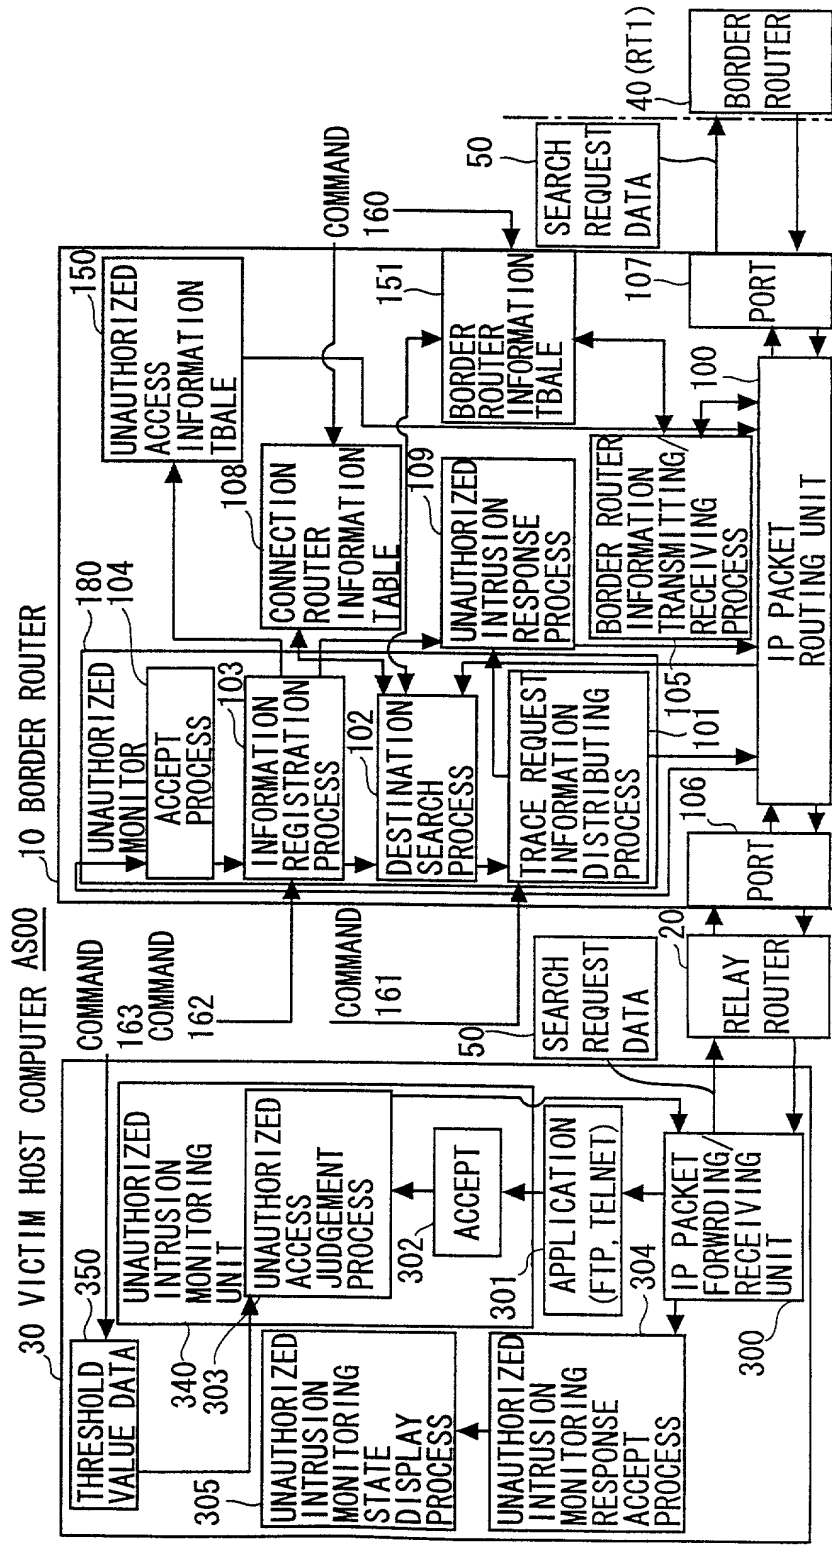 30 VICTIM HOST COMPUTER AS00
THRESHOLD
VALUE DATA
350
COMMAND
163
340
303
UNAUTHORIZED
INTRUSION
MONITORING
UNIT
UNAUTHORIZED
ACCESS
JUDGEMENT
PROCESS
305
UNAUTHORIZED
INTRUSION
MONITORING
STATE
DISPLAY
PROCESS
302
ACCEPT
301
APPLICATION
(FTP, TELNET)
304
UNAUTHORIZED
INTRUSION
MONITORING
RESPONSE
ACCEPT
PROCESS
IP PACKET
FORWRDING/
RECEIVING
UNIT
300
50
SEARCH
REQUEST
DATA
20
RELAY
ROUTER
COMMAND
162
COMMAND
161
10 BORDER ROUTER
180
UNAUTHORIZED
MONITOR
104
ACCEPT
PROCESS
103
INFORMATION
REGISTRATION
PROCESS
102
DESTINATION
SEARCH
PROCESS
TRACE REQUEST
INFORMATION
DISTRIBUTING
PROCESS
101
106
PORT
150
UNAUTHORIZED
ACCESS
INFORMATION
TBALE
108
CONNECTION
ROUTER
INFORMATION
TABLE
109
UNAUTHORIZED
INTRUSION
RESPONSE
PROCESS
151
BORDER
ROUTER
INFORMATION
TBALE
BORDER ROUTER
INFORMATION
TRANSMITTING/
RECEIVING
PROCESS
105
100
IP PACKET
ROUTING UNIT
107
PORT
COMMAND
160
50
SEARCH
REQUEST
DATA
40(RT1)
BORDER
ROUTER